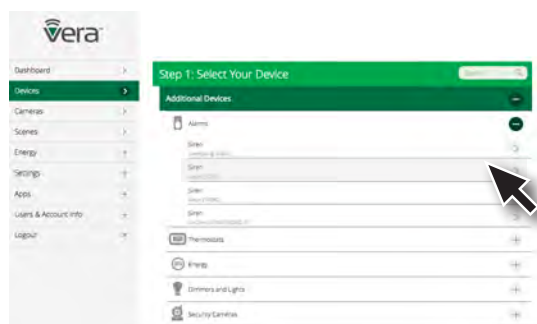 vera
Dashboard
Devices
Cameras
Scenes
Energy
Settings
Apps
Users & Account Info
Logout
Step 1: Select Your Device
Additional Devices
Alarms
Siren
Siren
Siren
Siren
Thermostats
Energy
Dimmers and Lights
Security Cameras